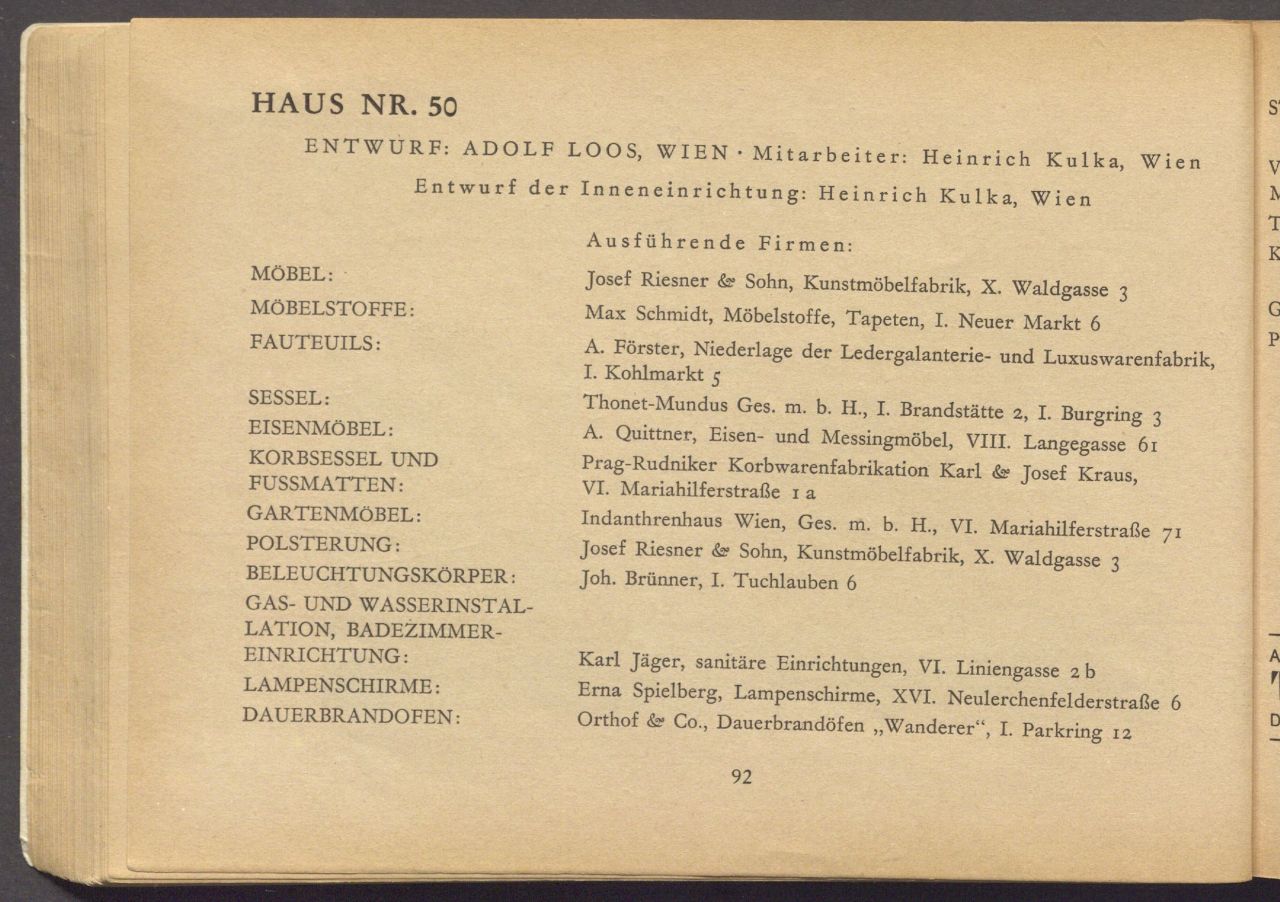 HAUS NR. 50
ENTWURF: ADOLF LOOS, WIEN · Mitarbeiter: Heinrich Kulka, Wien
Entwurf der Inneneinrichtung: Heinrich Kulka, Wien
Ausführende Firmen:
MÖBEL: Josef Riesner & Sohn, Kunstmöbelfabrik, X. Waldgasse 3
MÖBELSTOFFE: Max Schmidt, Möbelstoffe, Tapeten, I. Neuer Markt 6
FAUTEUILS: A. Förster, Niederlage der Ledergalanterie- und Luxuswarenfabrik,
I. Kohlmarkt 5
SESSEL: Thonet-Mundus Ges. m. b. H., I. Brandstätte 2, I. Burgring 3
EISENMÖBEL: A. Quittner, Eisen- und Messingmöbel, VIII. Langegasse 61
KORBSESSEL UND Prag-Rudniker Korbwarenfabrikation Karl & Josef Kraus,
FUSSMATTEN: VI. Mariahilferstraße 1 a
GARTENMÖBEL: Indanthrenhaus Wien, Ges. m. b. H., VI. Mariahilferstraße 71
POLSTERUNG: Josef Riesner & Sohn, Kunstmöbelfabrik, X. Waldgasse 3
BELEUCHTUNGSKÖRPER: Joh. Brünner, I. Tuchlauben 6
GAS- UND WASSERINSTAL-
LATION, BADEZIMMER-
EINRICHTUNG: Karl Jäger, sanitäre Einrichtungen, VI. Liniengasse 2 b
LAMPENSCHIRME: Erna Spielberg, Lampenschirme, XVI. Neulerchenfelderstraße 6
DAUERBRANDOFEN: Orthof & Co., Dauerbrandöfen „Wanderer“, I. Parkring 12
92